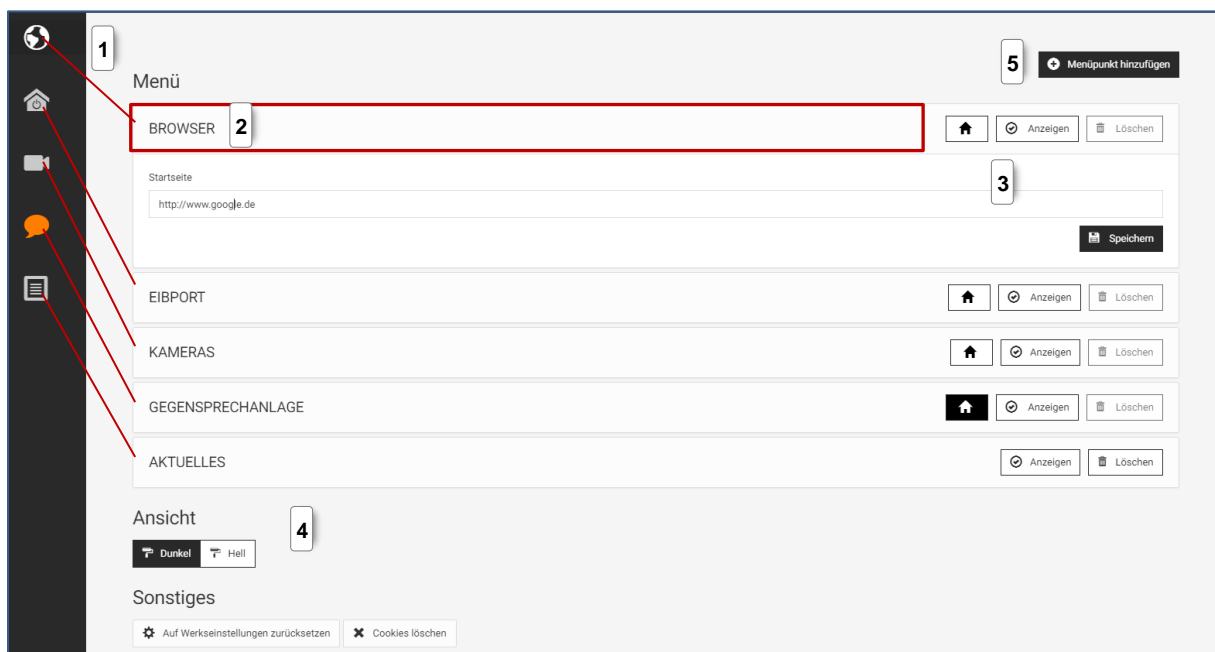 1
5
Menüpunkt hinzufügen
Menü
BROWSER
2
Anzeigen
Löschen
Startseite
3
http://www.google.de
Speichern
EIBPORT
Anzeigen
Löschen
KAMERAS
Anzeigen
Löschen
GEGENSPRECHANLAGE
Anzeigen
Löschen
AKTUELLES
Anzeigen
Löschen
Ansicht
4
Dunkel
Hell
Sonstiges
Auf Werkseinstellungen zurücksetzen
Cookies löschen